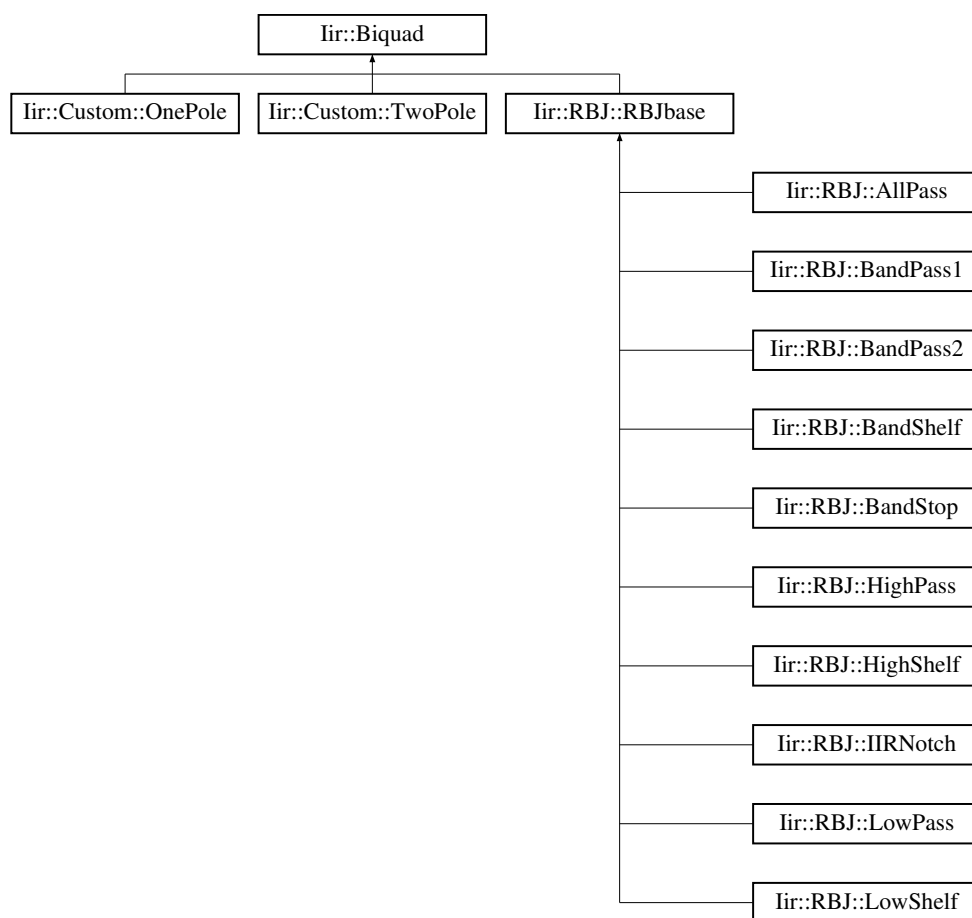 Iir::Biquad
Iir::Custom::OnePole
Iir::Custom::TwoPole
Iir::RBJ::RBJbase
Iir::RBJ::AllPass
Iir::RBJ::BandPass1
Iir::RBJ::BandPass2
Iir::RBJ::BandShelf
Iir::RBJ::BandStop
Iir::RBJ::HighPass
Iir::RBJ::HighShelf
Iir::RBJ::IIRNotch
Iir::RBJ::LowPass
Iir::RBJ::LowShelf